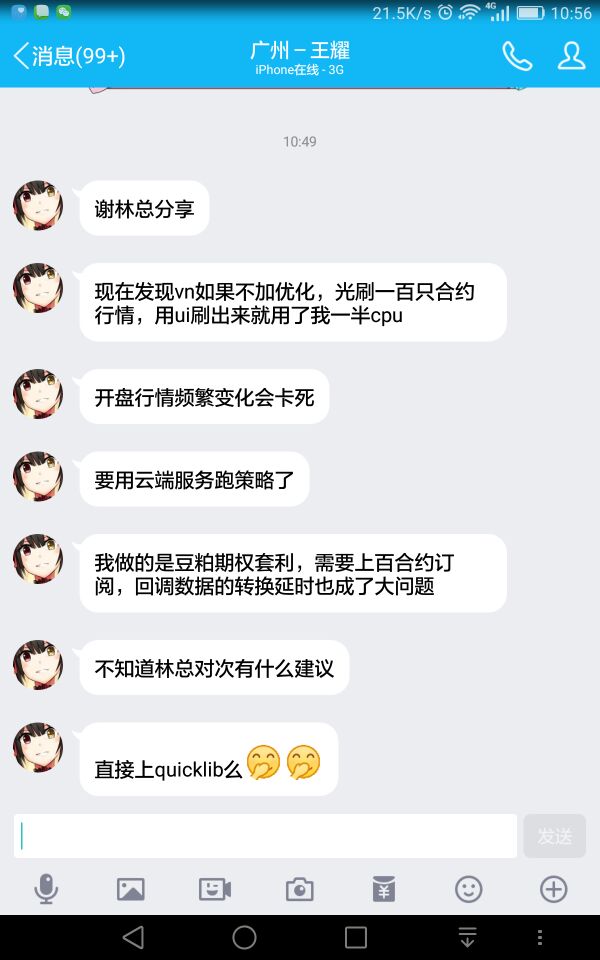 21.5K/s 4G 10:56
消息(99+)
广州－王耀
iPhone在线 - 3G
10:49
谢林总分享
现在发现vn如果不加优化，光刷一百只合约
行情，用ui刷出来就用了我一半cpu
开盘行情频繁变化会卡死
要用云端服务跑策略了
我做的是豆粕期权套利，需要上百合约订
阅，回调数据的转换延时也成了大问题
不知道林总对次有什么建议
直接上quicklib么
发送